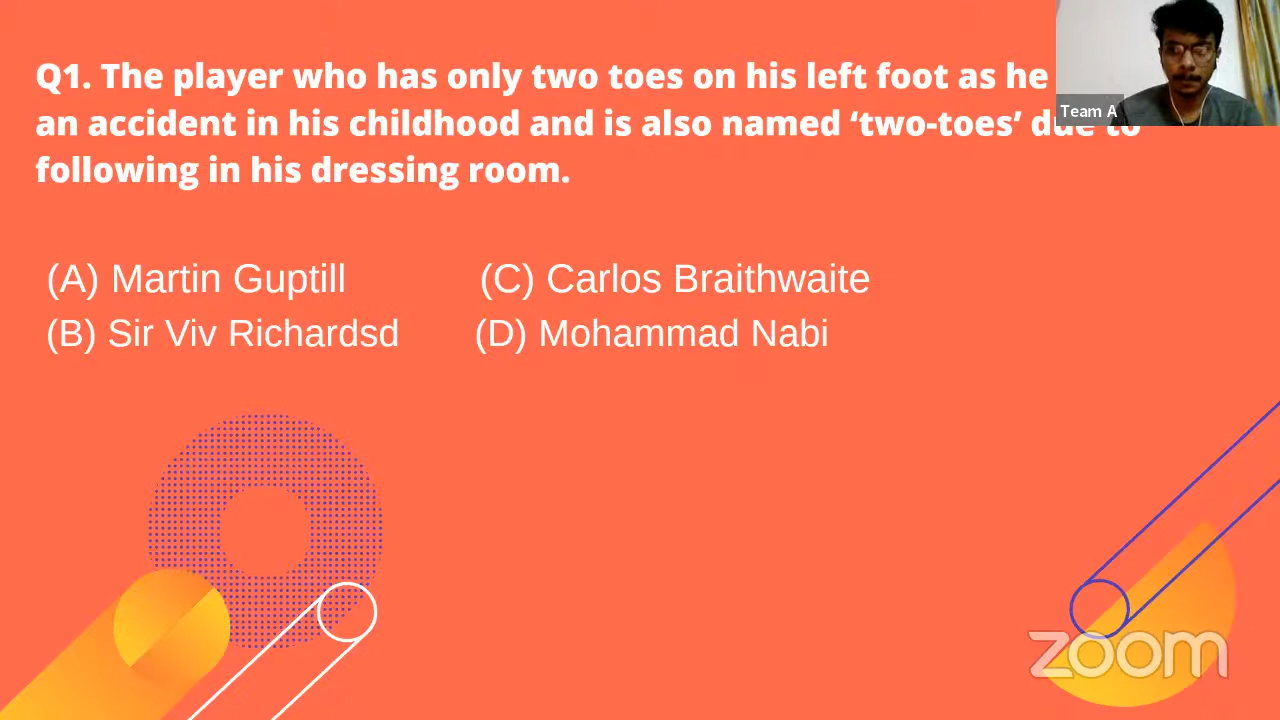 Q1. The player who has only two toes on his left foot as he
Team A
an accident in his childhood and is also named ‘two-toes’ due to
following in his dressing room.
(A) Martin Guptill (C) Carlos Braithwaite
(B) Sir Viv Richardsd (D) Mohammad Nabi
zoom